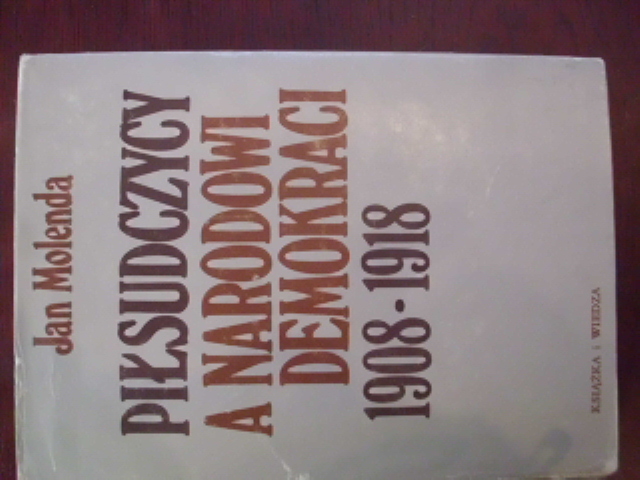 Jan Molenda
PIŁSUDCZYCY
A NARODOWI
DEMOKRACI
1908-1918
KSIĄŻKA i WIEDZA